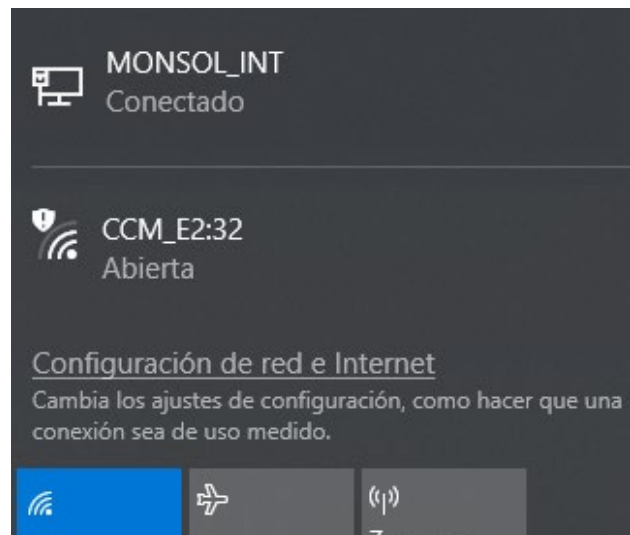 MONSOL_INT
Conectado
CCM_E2:32
Abierta
Configuración de red e Internet
Cambia los ajustes de configuración, como hacer que una
conexión sea de uso medido.